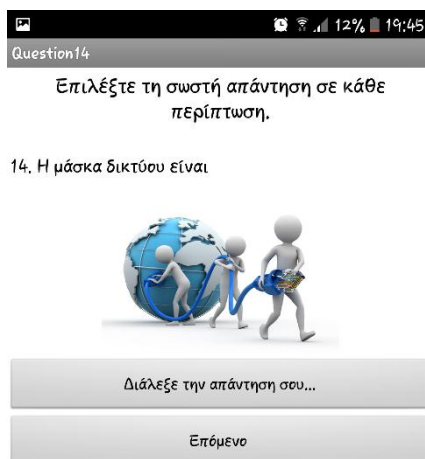 12% 19:45
Question14
Επιλέξτε τη σωστή απάντηση σε κάθε
περίπτωση.
14. Η μάσκα δικτύου είναι
Διάλεξε την απάντηση σου...
Επόμενο